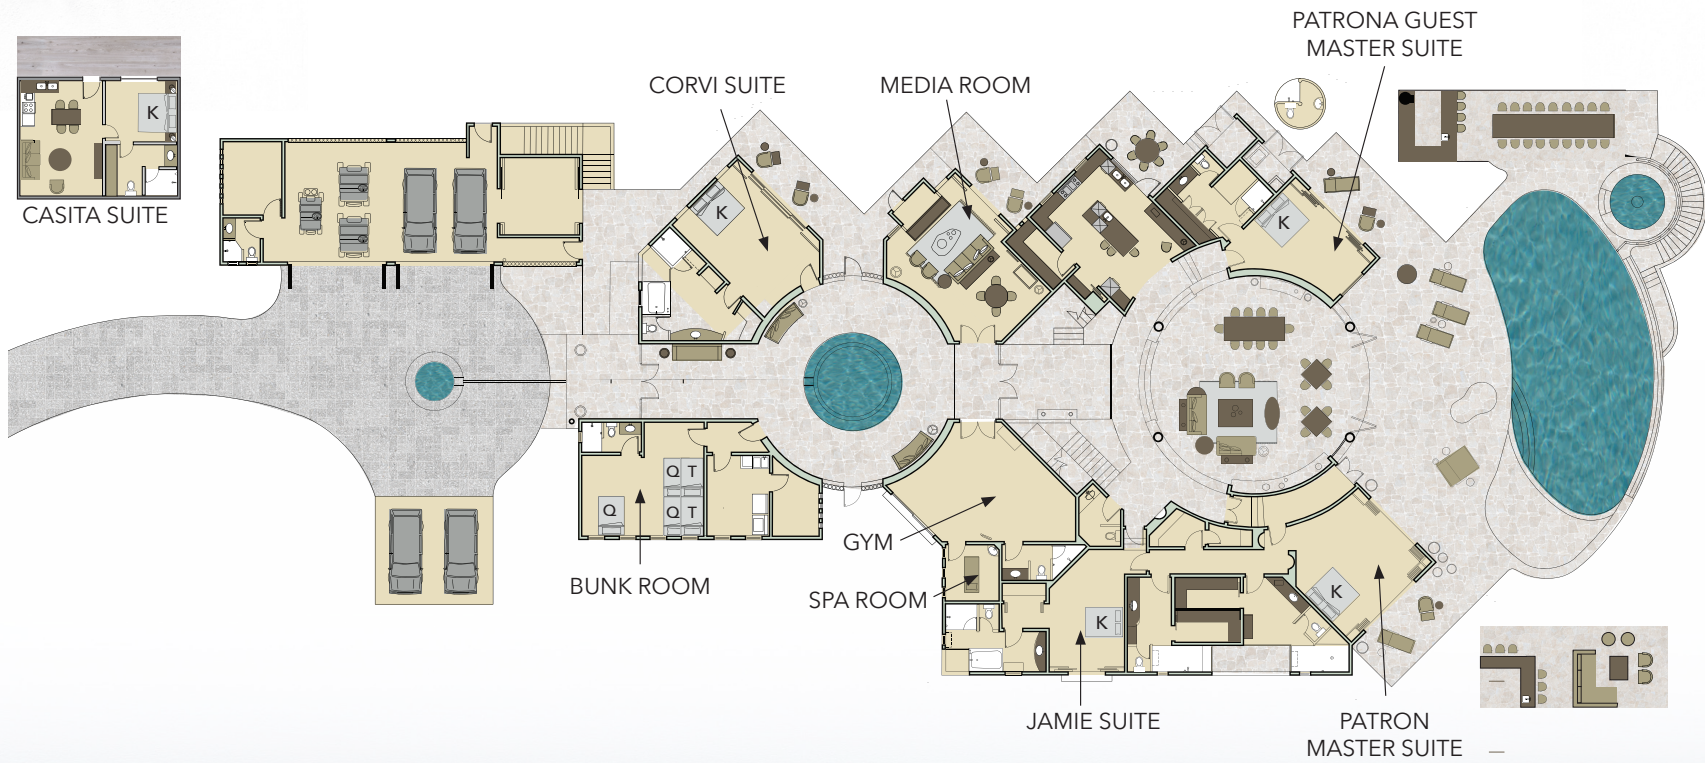 PATRONA GUEST
MASTER SUITE
CORVI SUITE
MEDIA ROOM
K
CASITA SUITE
K
K
Q
T
Q
Q
T
GYM
BUNK ROOM
SPA ROOM
K
K
JAMIE SUITE
PATRON
MASTER SUITE